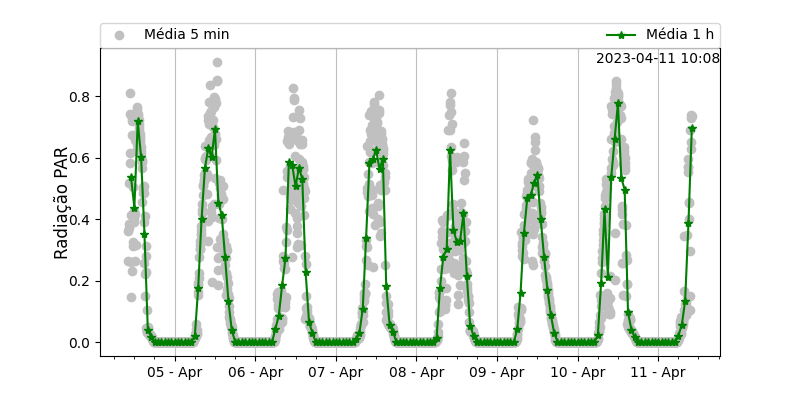 Média 5 min Média 1 h
2023-04-11 10:08
Radiação PAR
0.8
0.6
0.4
0.2
0.0
05 - Apr 06 - Apr 07 - Apr 08 - Apr 09 - Apr 10 - Apr 11 - Apr